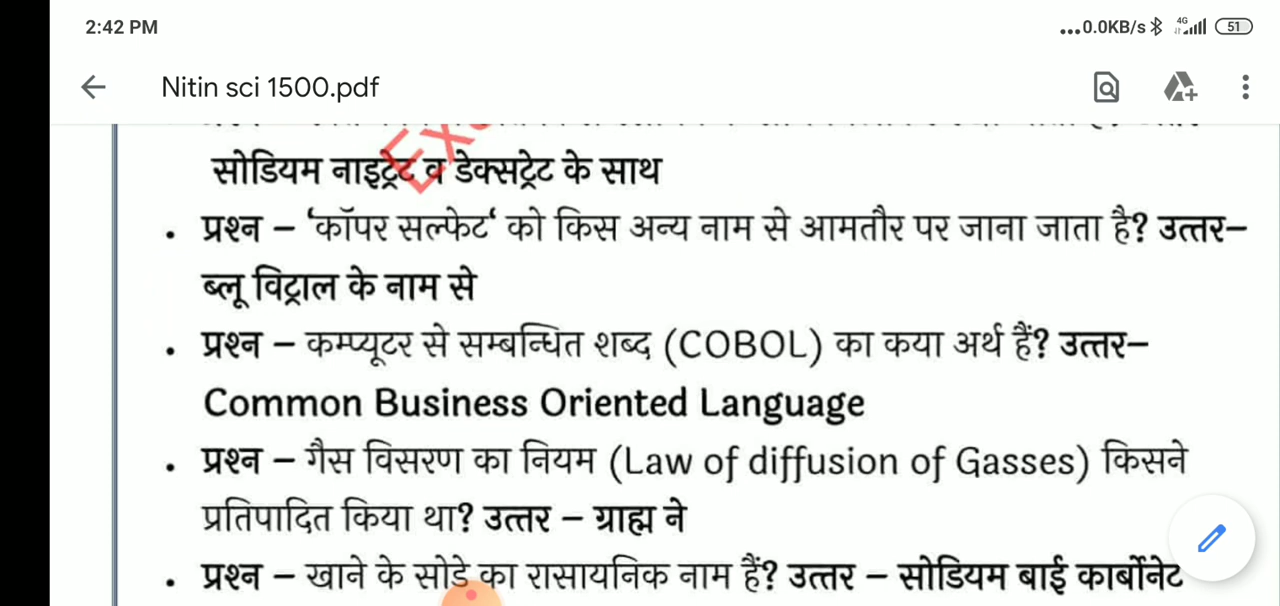 2:42 PM
...0.0KB/s 4G 51
Nitin sci 1500.pdf
सोडियम नाइट्रेट व डेक्सट्रेट के साथ
• प्रश्न – ‘कॉपर सल्फेट‘ को किस अन्य नाम से आमतौर पर जाना जाता है? उत्तर–
ब्लू विट्राल के नाम से
• प्रश्न – कम्प्यूटर से सम्बन्धित शब्द (COBOL) का कया अर्थ हैं? उत्तर–
Common Business Oriented Language
• प्रश्न – गैस विसरण का नियम (Law of diffusion of Gasses) किसने
प्रतिपादित किया था? उत्तर – ग्राह्म ने
• प्रश्न – खाने के सोडे का रासायनिक नाम हैं? उत्तर – सोडियम बाई कार्बोनेट